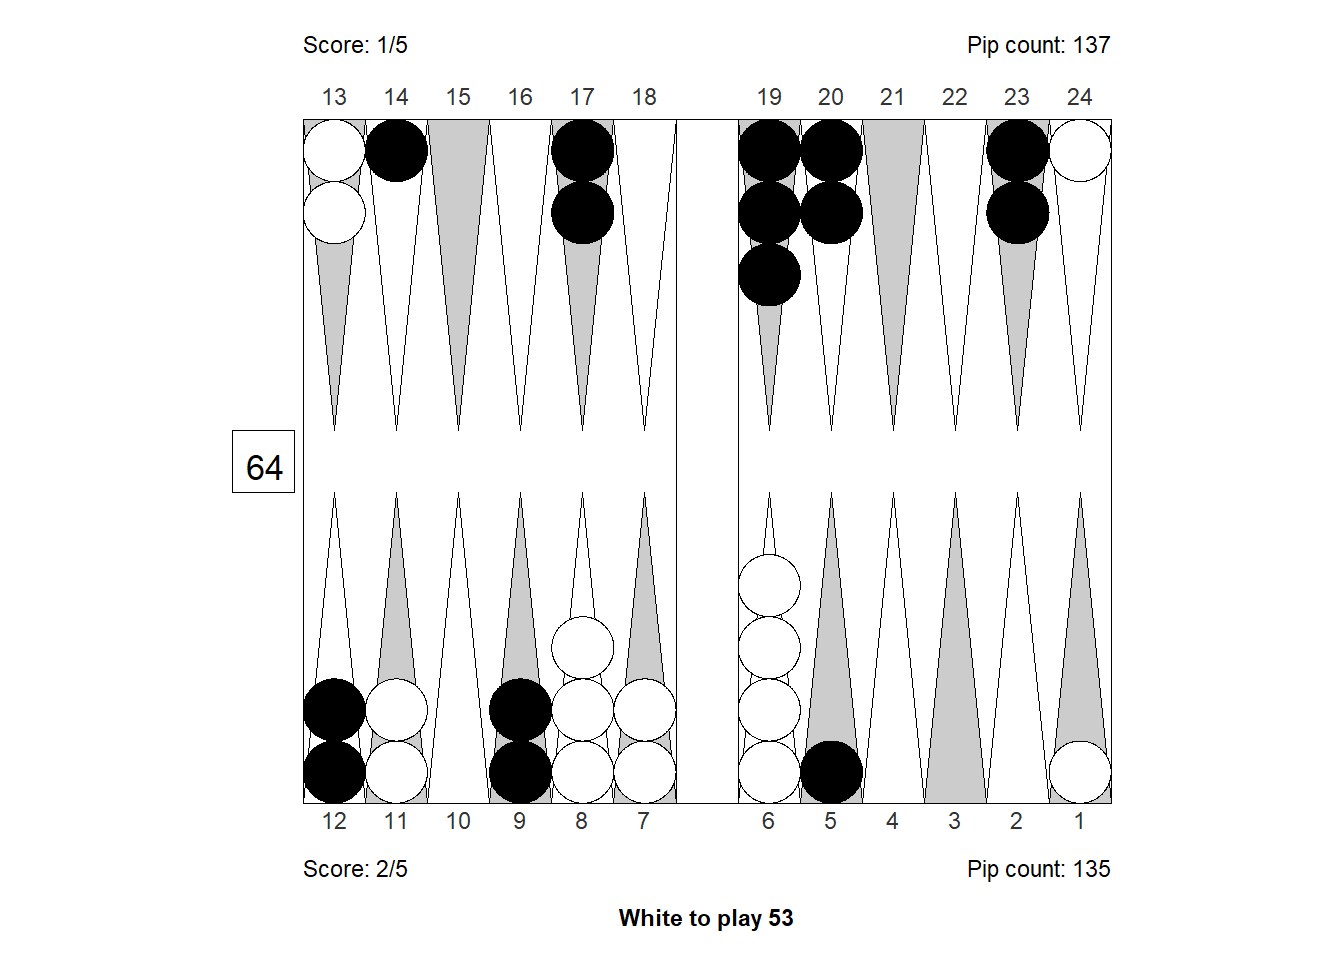 Score: 1/5 Pip count: 137
13 14 15 16 17 18 19 20 21 22 23 24
64
12 11 10 9 8 7 6 5 4 3 2 1
Score: 2/5 Pip count: 135
White to play 53